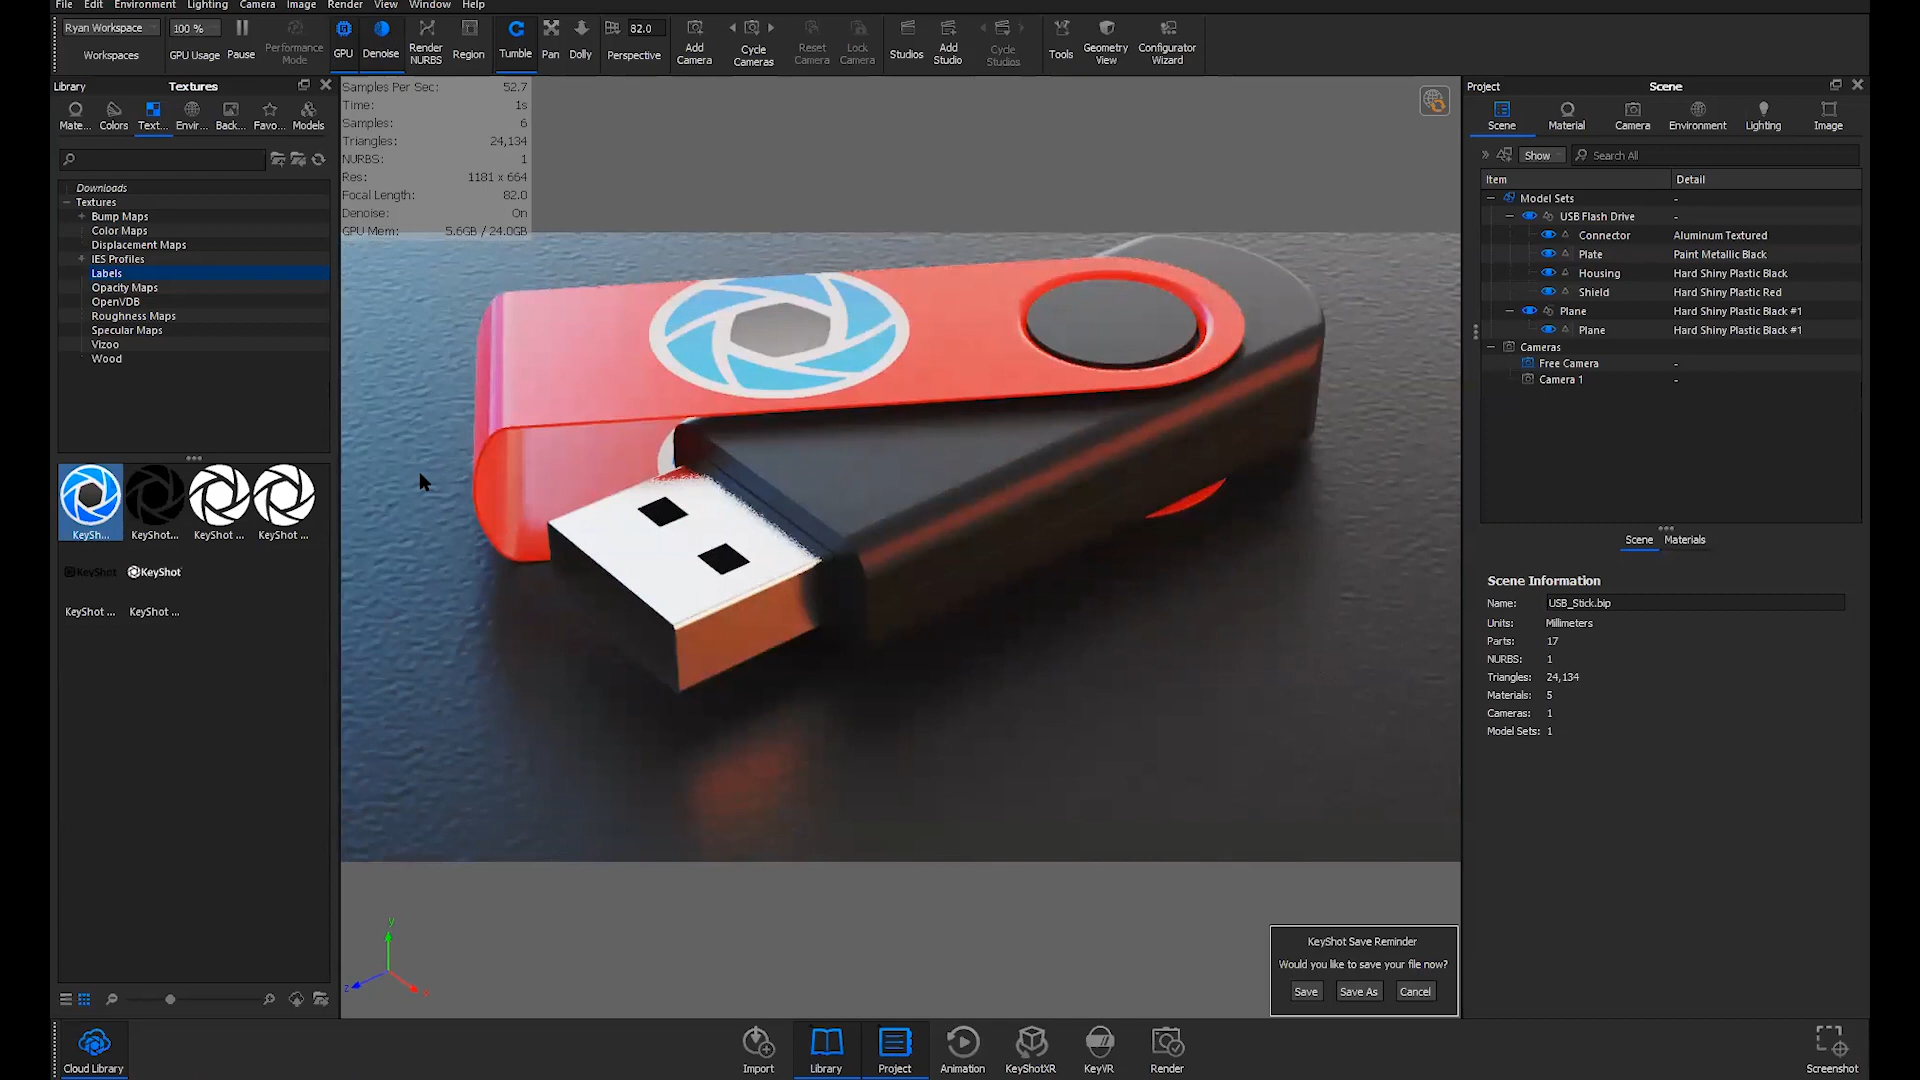 File Edit Environment Lighting Camera Image Render View Window Help
Ryan Workspace 100 % 82.0
Workspaces GPU Usage Pause Performance Mode GPU Denoise Render NURBS Region Tumble Pan Dolly Perspective Add Camera Cycle Cameras Reset Camera Lock Camera Studios Add Studio Cycle Studios Tools Geometry View Configurator Wizard
Library Textures
Mate... Colors Text... Envir... Back... Favo... Models
Downloads
Textures
Bump Maps
Color Maps
Displacement Maps
IES Profiles
Labels
Opacity Maps
OpenVDB
Roughness Maps
Specular Maps
Vizoo
Wood
KeySh... KeyShot... KeyShot ... KeyShot ...
KeyShot KeyShot
KeyShot ... KeyShot ...
Samples Per Sec: 52.7
Time: 1s
Samples: 6
Triangles: 24,134
NURBS: 1
Res: 1181 x 664
Focal Length: 82.0
Denoise: On
GPU Mem: 5.6GB / 24.0GB
y
z
x
KeyShot Save Reminder
Would you like to save your file now?
Save Save As Cancel
Project Scene
Scene Material Camera Environment Lighting Image
Show Search All
Item Detail
Model Sets -
USB Flash Drive -
Connector Aluminum Textured
Plate Paint Metallic Black
Housing Hard Shiny Plastic Black
Shield Hard Shiny Plastic Red
Plane Hard Shiny Plastic Black #1
Plane Hard Shiny Plastic Black #1
Cameras
Free Camera -
Camera 1 -
Scene Materials
Scene Information
Name: USB_Stick.bip
Units: Millimeters
Parts: 17
NURBS: 1
Triangles: 24,134
Materials: 5
Cameras: 1
Model Sets: 1
Cloud Library Import Library Project Animation KeyShotXR KeyVR Render Screenshot